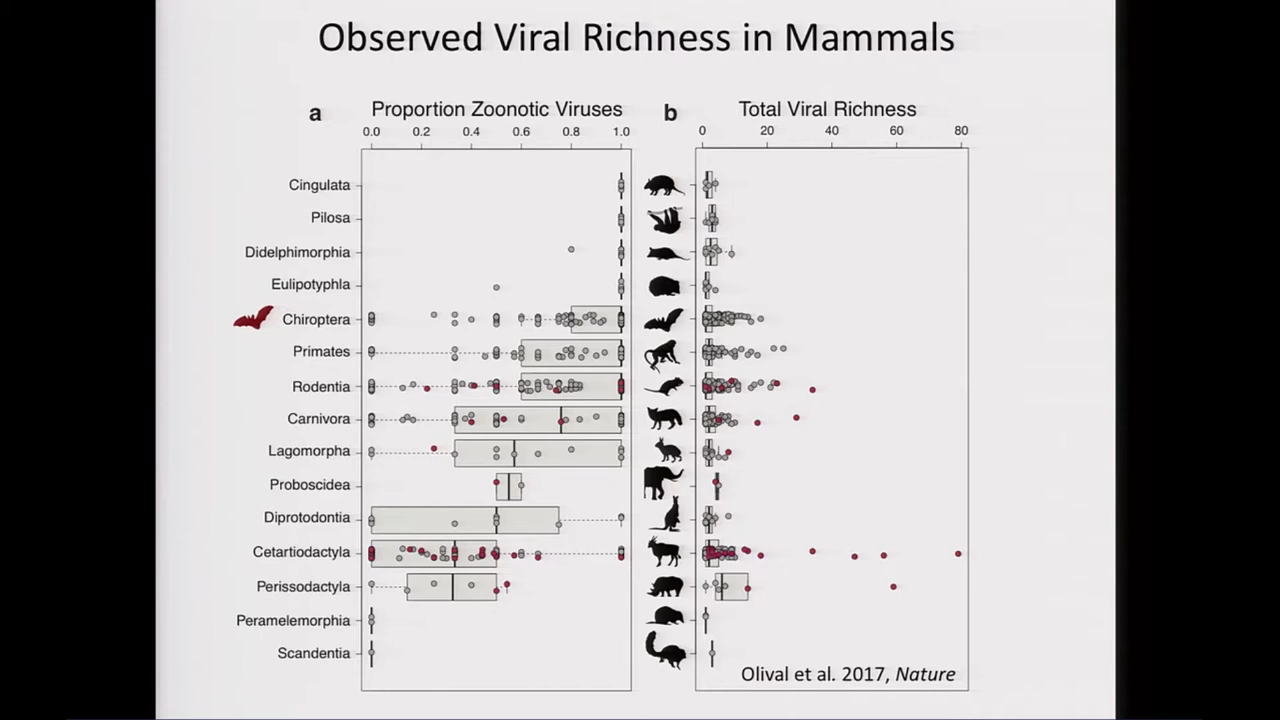 Observed Viral Richness in Mammals
a Proportion Zoonotic Viruses
0.0 0.2 0.4 0.6 0.8 1.0
b Total Viral Richness
0 20 40 60 80
Cingulata
Pilosa
Didelphimorphia
Eulipotyphla
Chiroptera
Primates
Rodentia
Carnivora
Lagomorpha
Proboscidea
Diprotodontia
Cetartiodactyla
Perissodactyla
Peramelemorphia
Scandentia
Olival et al. 2017, Nature